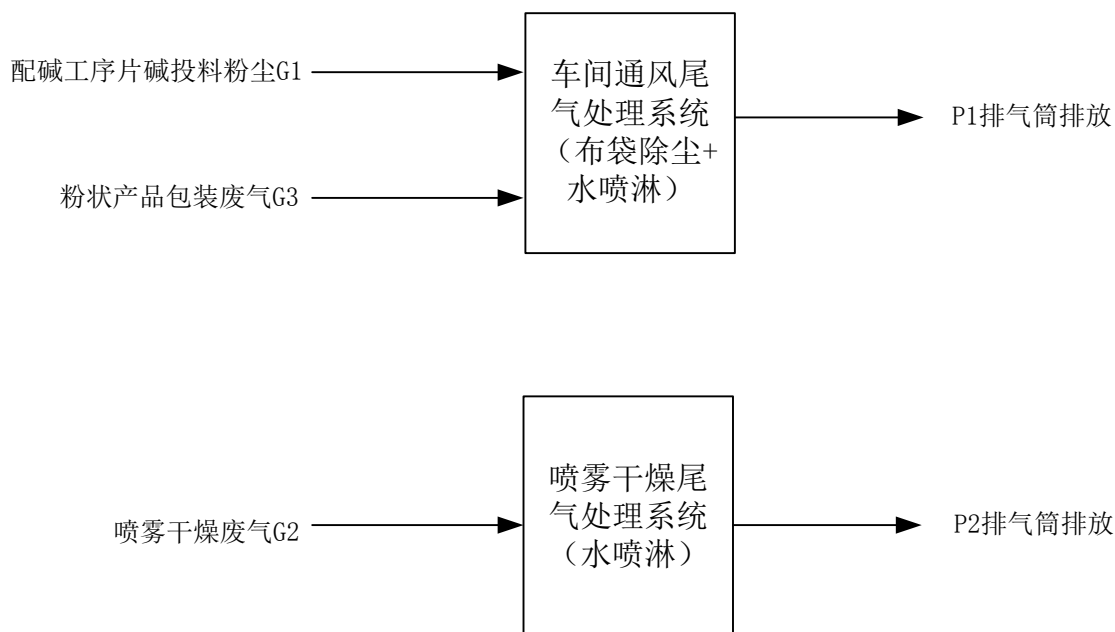 配碱工序片碱投料粉尘G1
粉状产品包装废气G3
车间通风尾
气处理系统
（布袋除尘+
水喷淋）
P1排气筒排放
喷雾干燥废气G2
喷雾干燥尾
气处理系统
（水喷淋）
P2排气筒排放